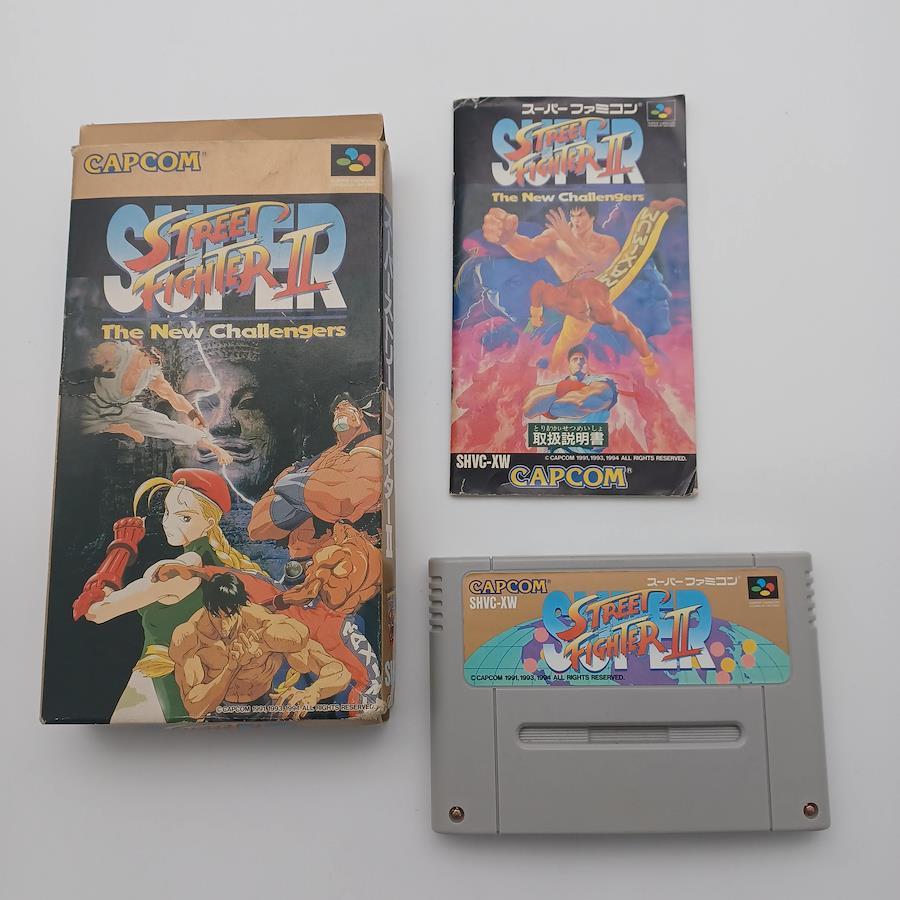 CAPCOM®
SUPER
STREET
FIGHTER II
The New Challengers
© CAPCOM 1991,1993,1994 ALL RIGHTS RESERVED.
スーパーファミコン®
SUPER
STREET
FIGHTER II
The New Challengers
とりあつかいせつめいしょ
取扱説明書
SHVC-XW
© CAPCOM 1991,1993,1994 ALL RIGHTS RESERVED.
CAPCOM®
CAPCOM®
スーパーファミコン®
SHVC-XW
SUPER
STREET
FIGHTER II
© CAPCOM 1991,1993,1994 ALL RIGHTS RESERVED.